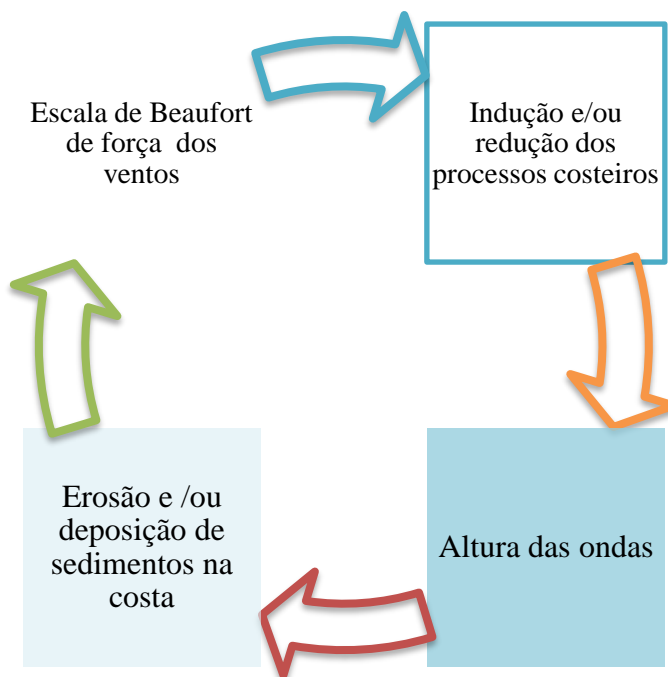 Escala de Beaufort
de força dos
ventos
Indução e/ou
redução dos
processos costeiros
Altura das ondas
Erosão e /ou
deposição de
sedimentos na
costa